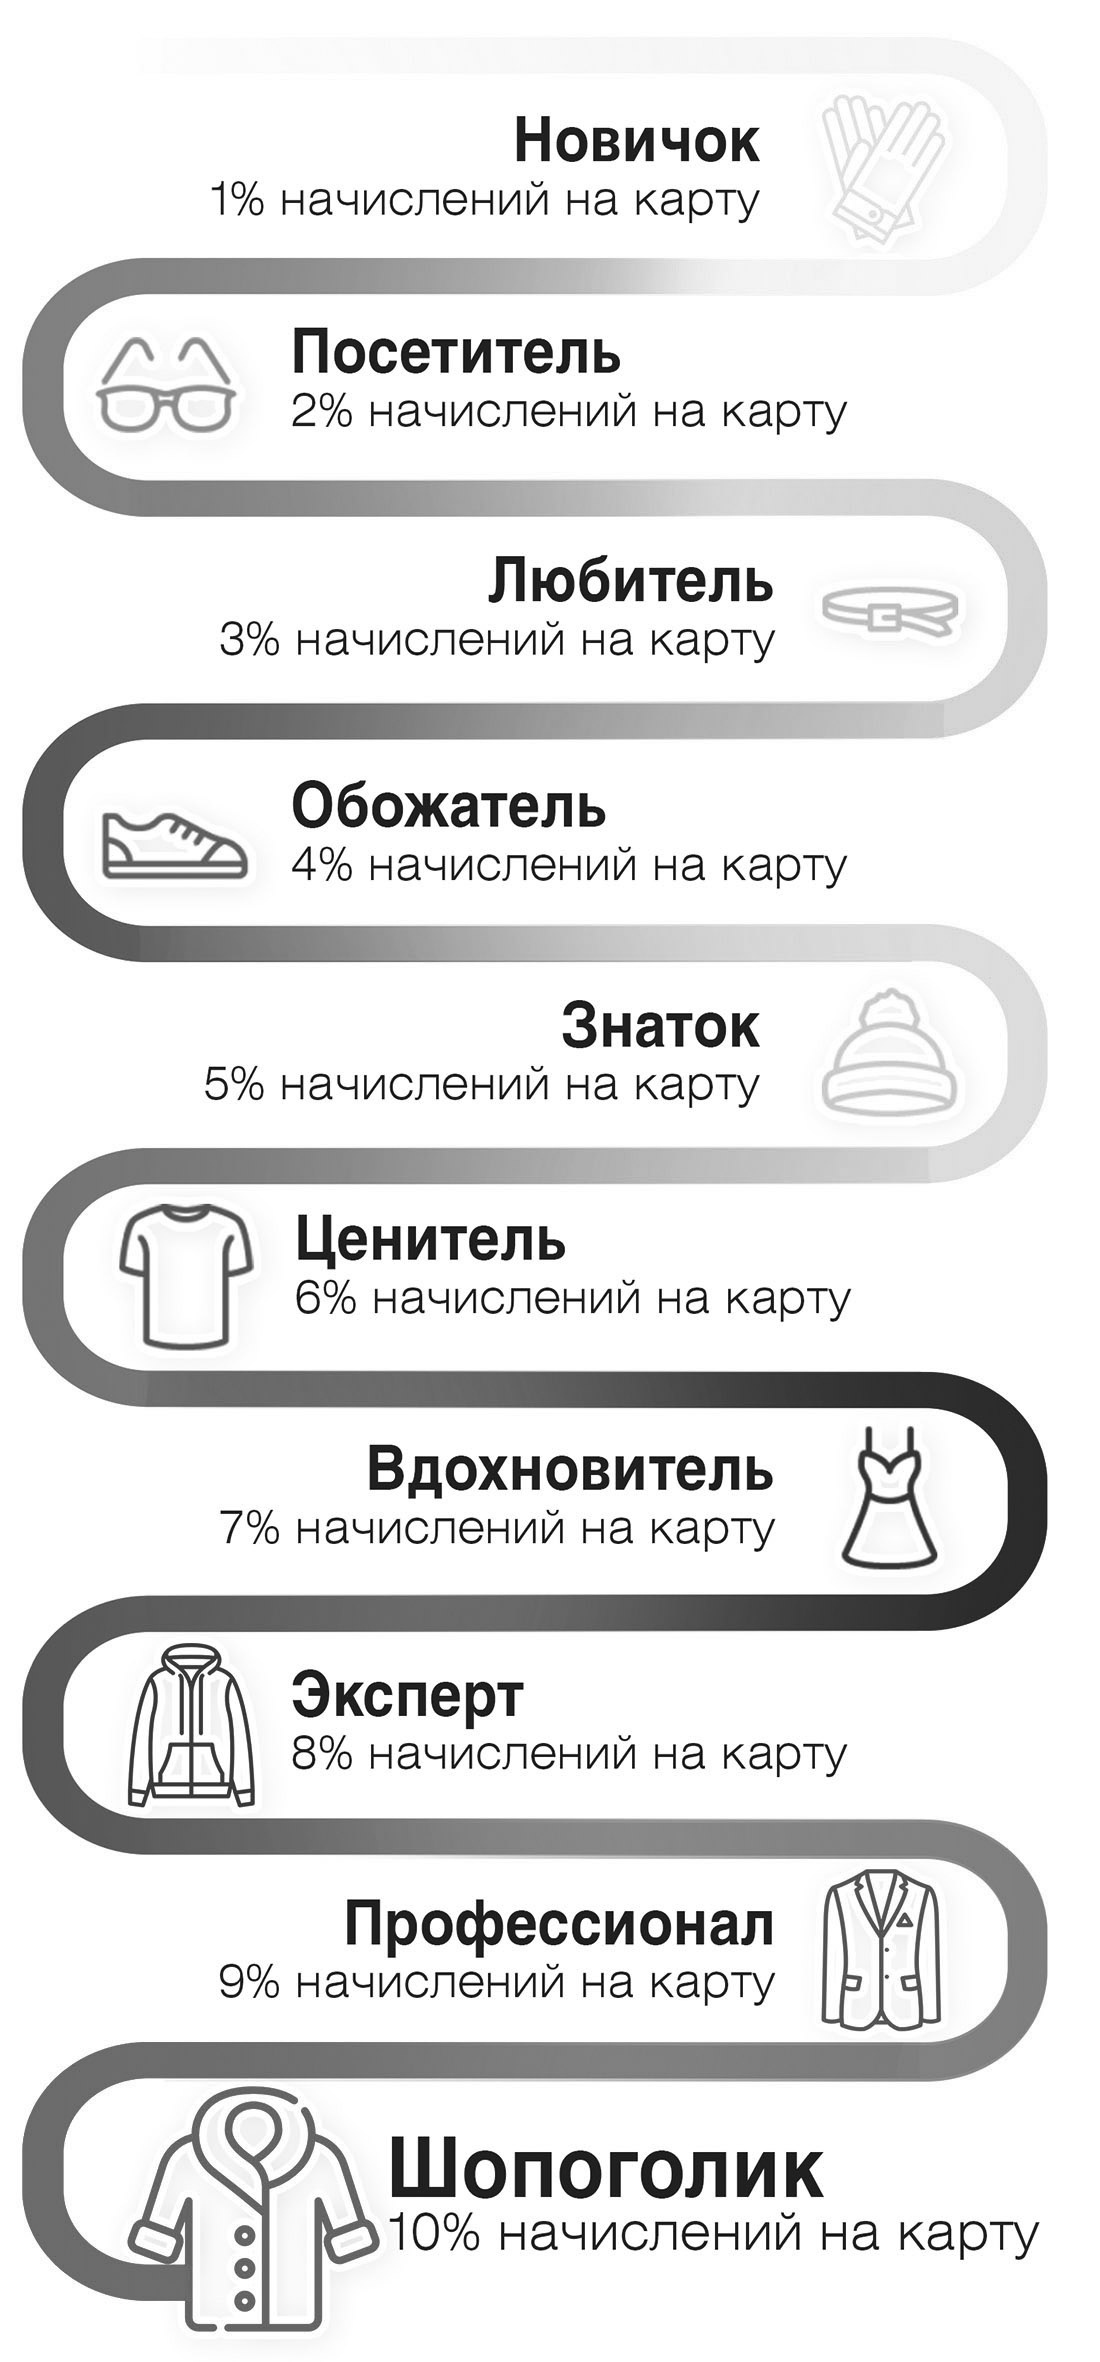 Новичок
1% начислений на карту
Посетитель
2% начислений на карту
Любитель
3% начислений на карту
Обожатель
4% начислений на карту
Знаток
5% начислений на карту
Ценитель
6% начислений на карту
Вдохновитель
7% начислений на карту
Эксперт
8% начислений на карту
Профессионал
9% начислений на карту
Шопоголик
10% начислений на карту